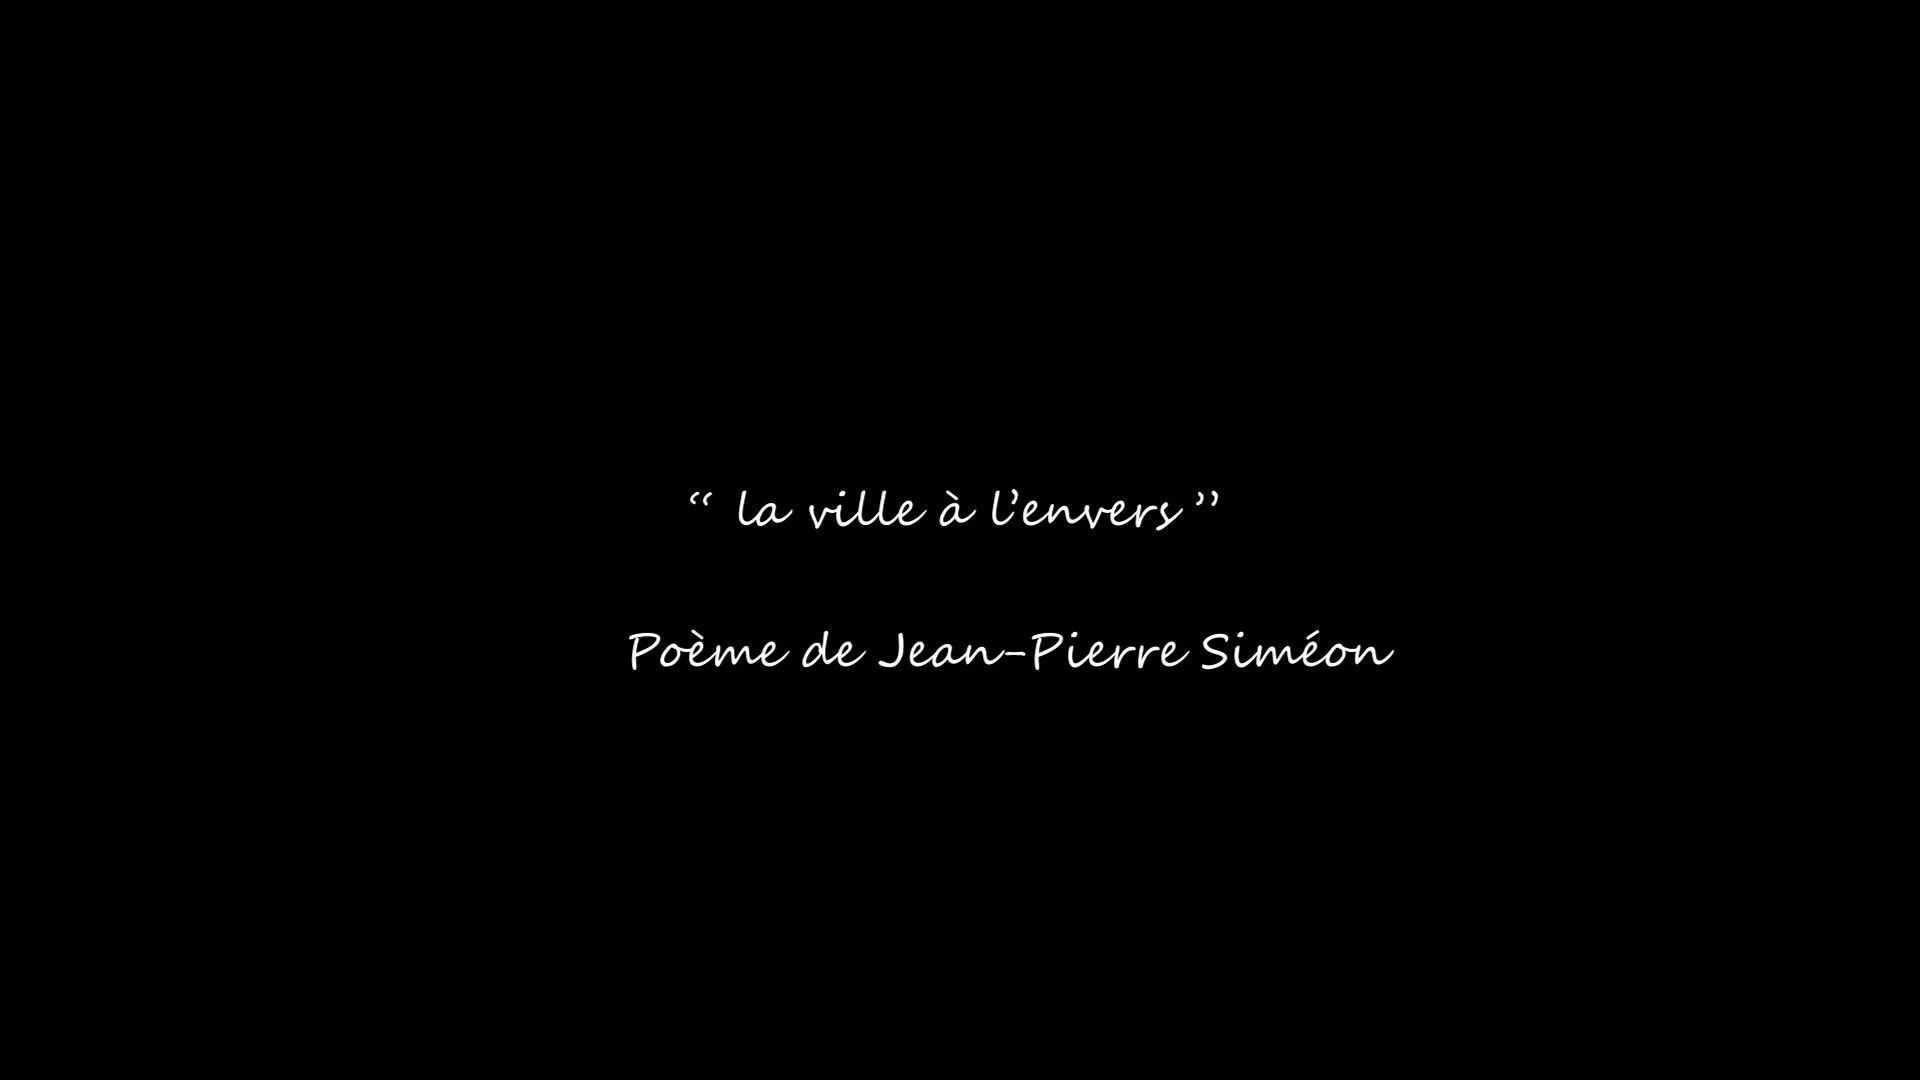 “ la ville à l’envers ”
Poème de Jean-Pierre Siméon